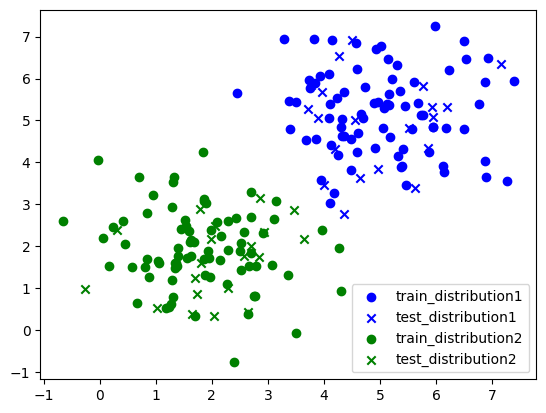 7
6
5
4
3
2
1
0
−1
train_distribution1
test_distribution1
train_distribution2
test_distribution2
−1 0 1 2 3 4 5 6 7